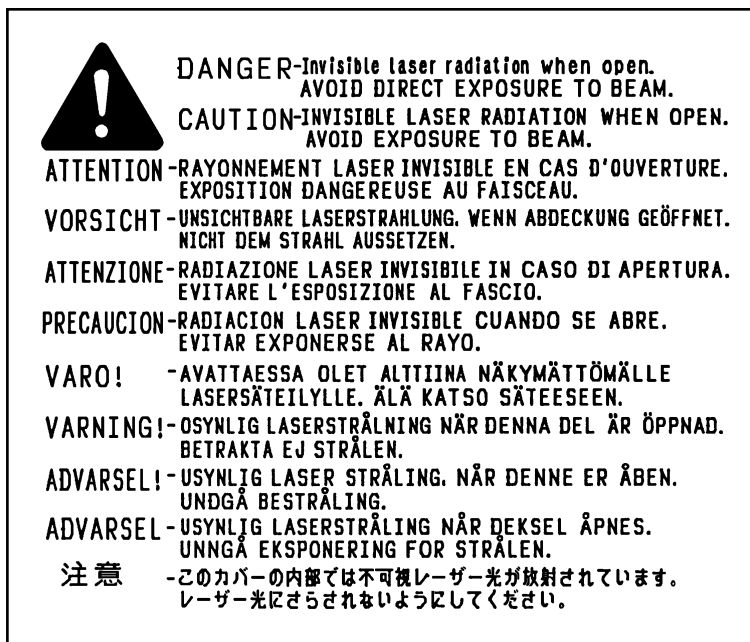 DANGER-Invisible laser radiation when open.
AVOID DIRECT EXPOSURE TO BEAM.
CAUTION-INVISIBLE LASER RADIATION WHEN OPEN.
AVOID EXPOSURE TO BEAM.
ATTENTION-RAYONNEMENT LASER INVISIBLE EN CAS D'OUVERTURE.
EXPOSITION DANGEREUSE AU FAISCEAU.
VORSICHT-UNSICHTBARE LASERSTRAHLUNG, WENN ABDECKUNG GEÖFFNET.
NICHT DEM STRAHL AUSSETZEN.
ATTENZIONE-RADIAZIONE LASER INVISIBILE IN CASO DI APERTURA.
EVITARE L'ESPOSIZIONE AL FASCIO.
PRECAUCION-RADIACION LASER INVISIBLE CUANDO SE ABRE.
EVITAR EXPONERSE AL RAYO.
VARO! -AVATTAESSA OLET ALTTIINA NÄKYMÄTTÖMÄLLE
LASERSÄTEILYLLE. ÄLÄ KATSO SÄTEESEEN.
VARNING!-OSYNLIG LASERSTRÅLNING NÄR DENNA DEL ÄR ÖPPNAD.
BETRAKTA EJ STRÅLEN.
ADVARSEL!-USYNLIG LASER STRÅLING, NÅR DENNE ER ÅBEN.
UNDGÅ BESTRÅLING.
ADVARSEL-USYNLIG LASERSTRÅLING NÅR DEKSEL ÅPNES.
UNNGÅ EKSPONERING FOR STRÅLEN.
注意 -このカバーの内部では不可視レーザー光が放射されています。
レーザー光にさらされないようにしてください。